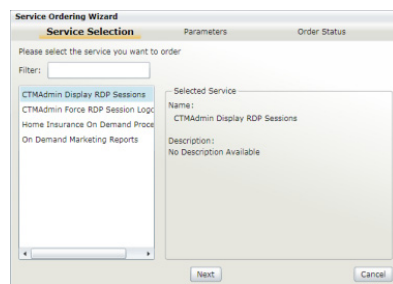 Service Ordering Wizard
Service Selection
Parameters
Order Status
Please select the service you want to order
Filter:
CTMAdmin Display RDP Sessions
CTMAdmin Force RDP Session Logo
Home Insurance On Demand Proce
On Demand Marketing Reports
Selected Service
Name:
CTMAdmin Display RDP Sessions
Description:
No Description Available
Next
Cancel